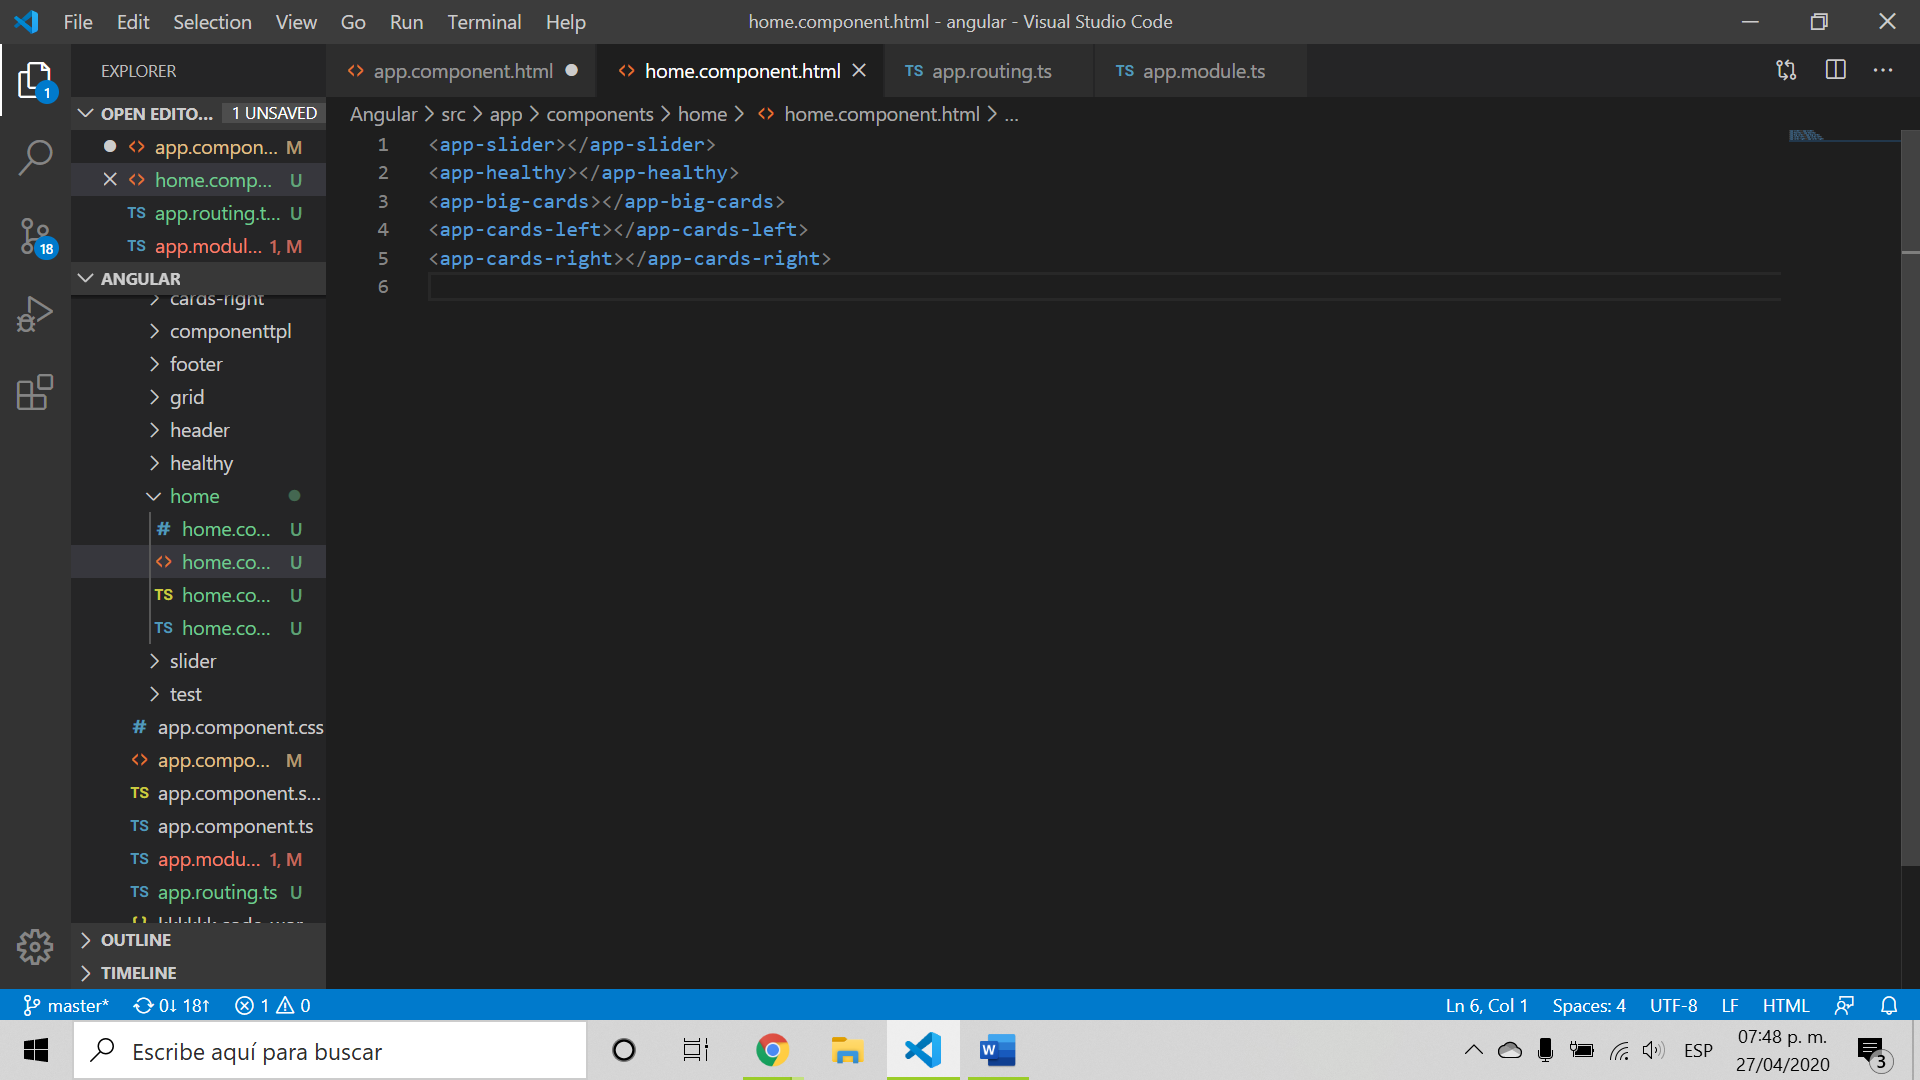 File Edit Selection View Go Run Terminal Help
home.component.html - angular - Visual Studio Code
EXPLORER
OPEN EDITO... 1 UNSAVED
app.compon... M
home.comp... U
TS app.routing.t... U
TS app.modul... 1, M
ANGULAR
cards-right
componenttpl
footer
grid
header
healthy
home
# home.co... U
home.co... U
TS home.co... U
TS home.co... U
slider
test
# app.component.css
app.compo... M
TS app.component.s...
TS app.component.ts
TS app.modu... 1, M
TS app.routing.ts U
OUTLINE
TIMELINE
app.component.html
home.component.html
TS app.routing.ts
TS app.module.ts
Angular > src > app > components > home > home.component.html > ...
1 <app-slider></app-slider>
2 <app-healthy></app-healthy>
3 <app-big-cards></app-big-cards>
4 <app-cards-left></app-cards-left>
5 <app-cards-right></app-cards-right>
6
1
18
master* 0↓ 18↑ 1 0
Ln 6, Col 1 Spaces: 4 UTF-8 LF HTML
Escribe aquí para buscar
W
ESP
07:48 p. m.
27/04/2020
3